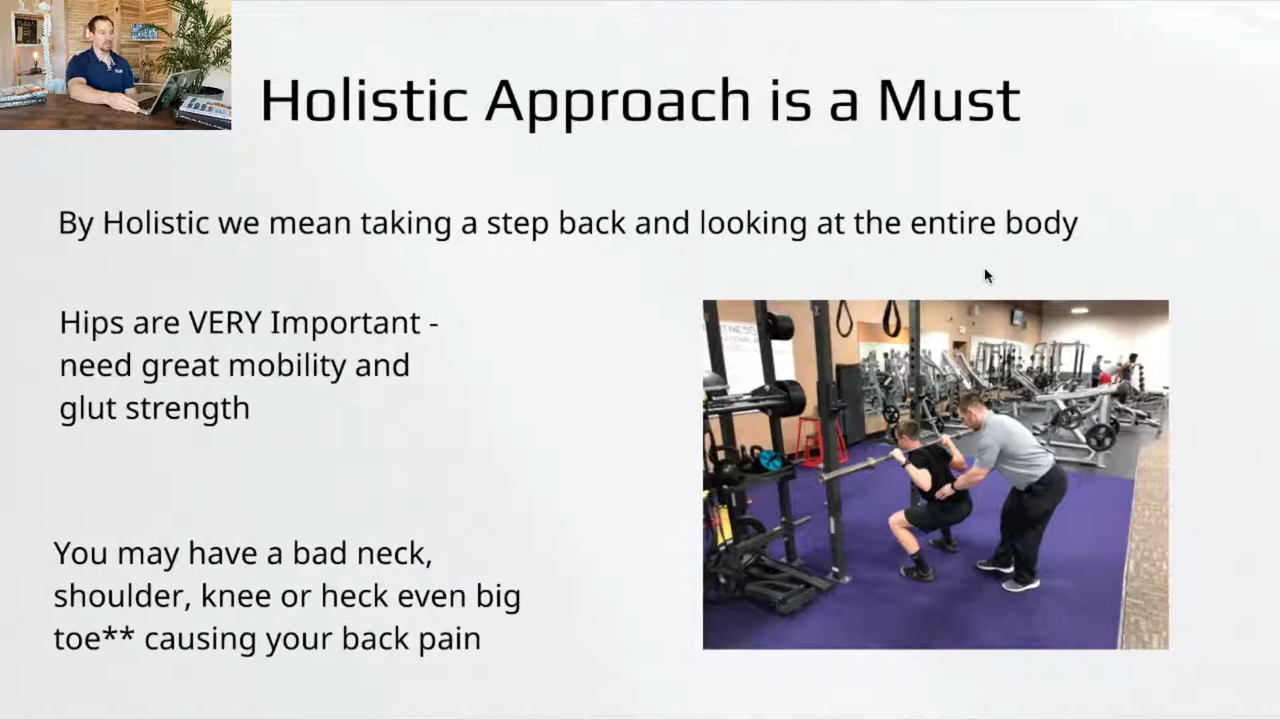 Holistic Approach is a Must
By Holistic we mean taking a step back and looking at the entire body
Hips are VERY Important -
need great mobility and
glut strength
You may have a bad neck,
shoulder, knee or heck even big
toe** causing your back pain